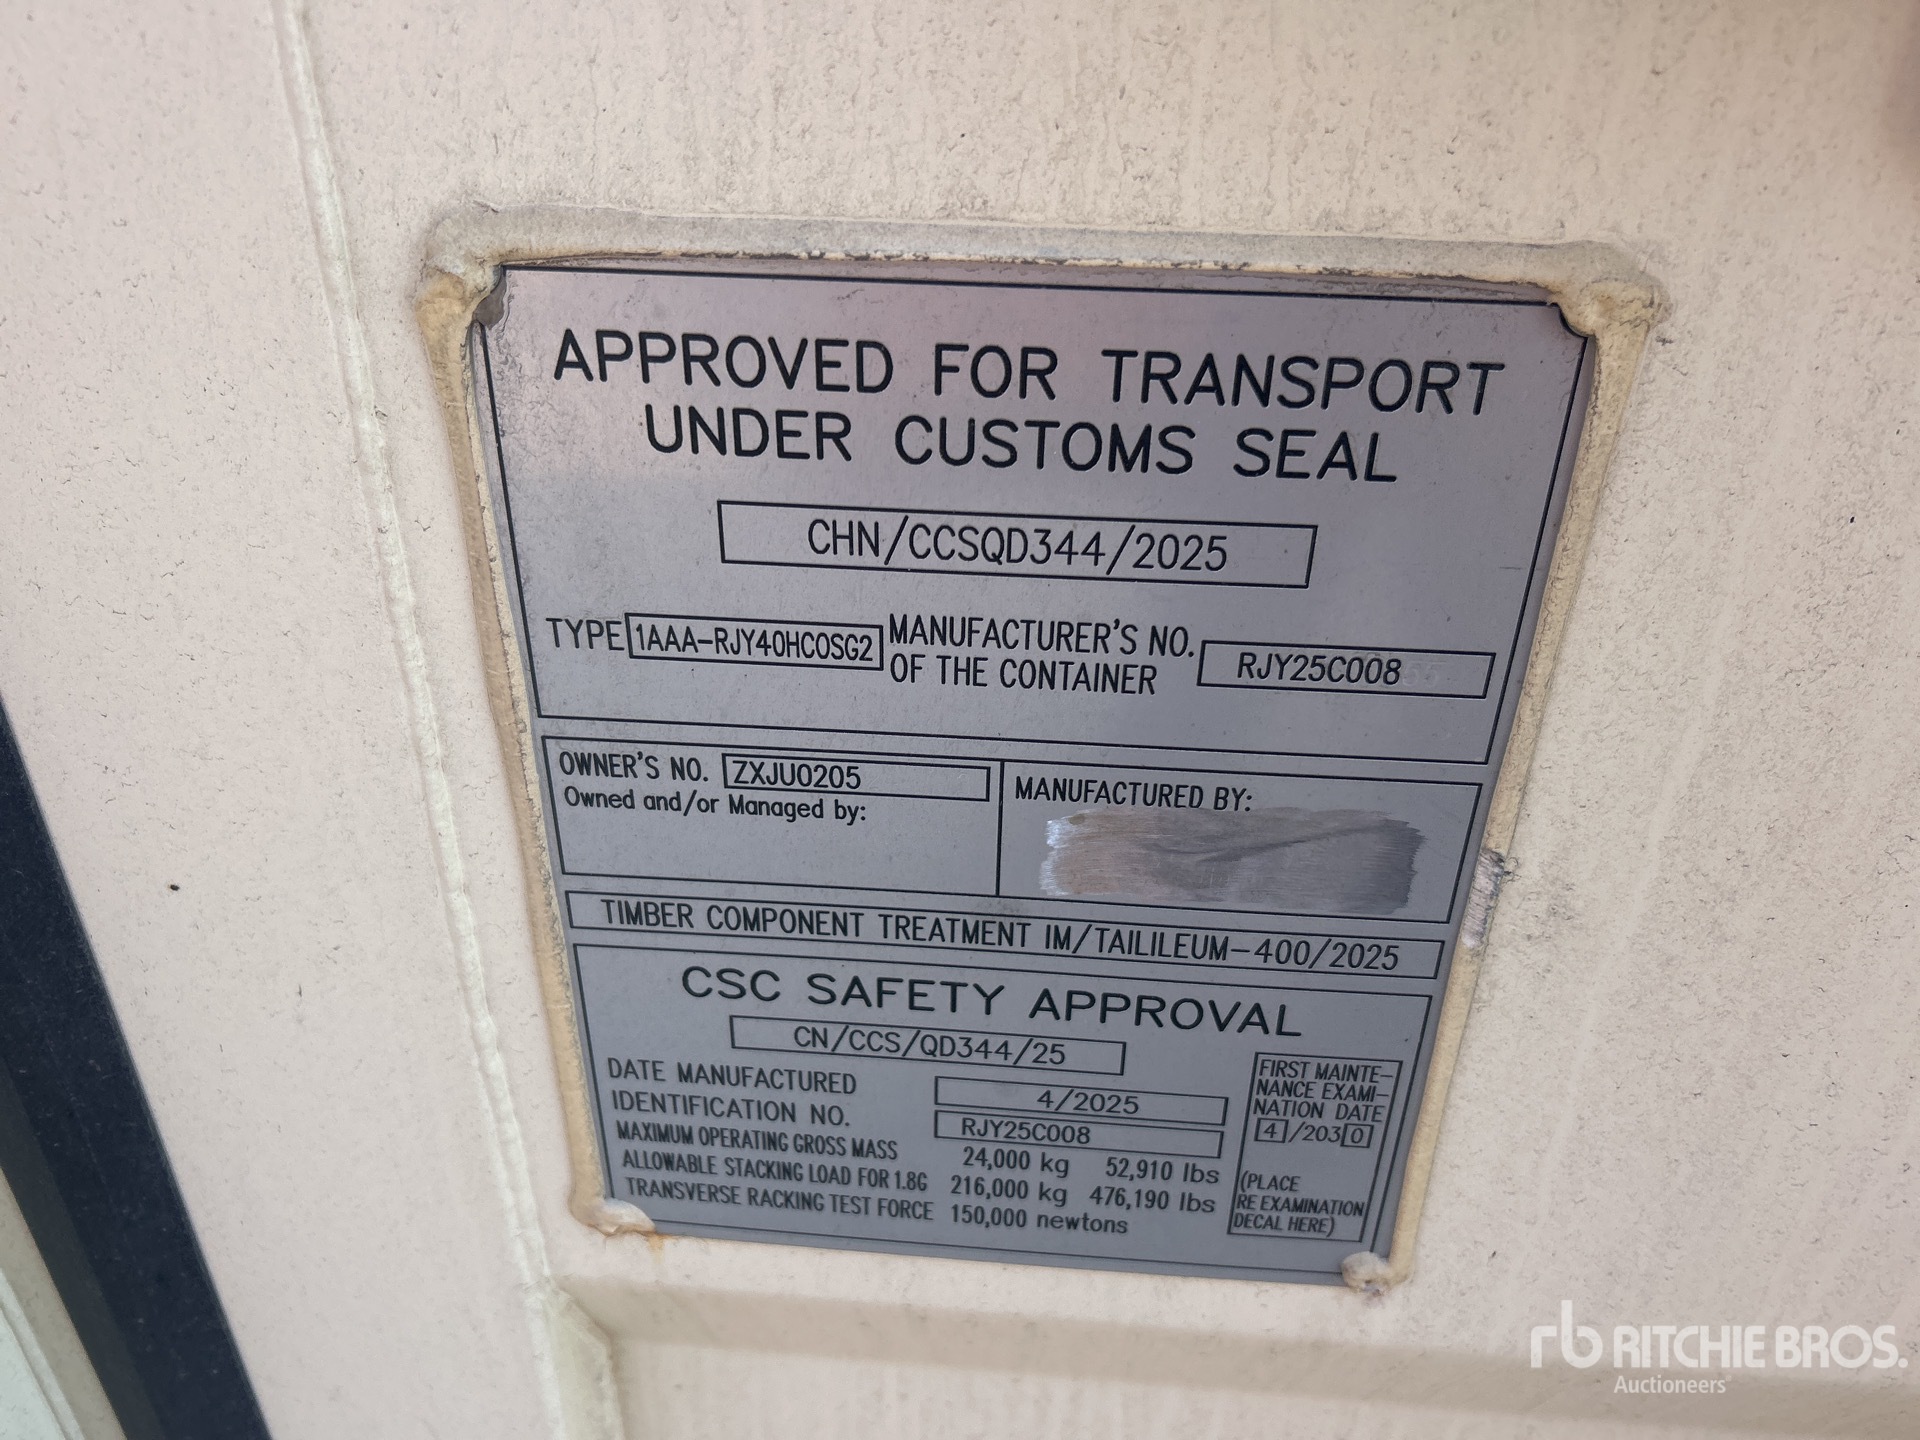 APPROVED FOR TRANSPORT
UNDER CUSTOMS SEAL
CHN/CCSQD344/2025
TYPE 1AAA-RJY40HCOSG2 MANUFACTURER'S NO. OF THE CONTAINER RJY25C008
OWNER'S NO. ZXJU0205
Owned and/or Managed by:
MANUFACTURED BY:
TIMBER COMPONENT TREATMENT IM/TAILILEUM-400/2025
CSC SAFETY APPROVAL
CN/CCS/QD344/25
DATE MANUFACTURED 4/2025
IDENTIFICATION NO. RJY25C008
MAXIMUM OPERATING GROSS MASS 24,000 kg 52,910 lbs
ALLOWABLE STACKING LOAD FOR 1.8G 216,000 kg 476,190 lbs
TRANSVERSE RACKING TEST FORCE 150,000 newtons
FIRST MAINTE-
NANCE EXAMI-
NATION DATE
4/2030
(PLACE
RE EXAMINATION
DECAL HERE)
rb RITCHIE BROS.
Auctioneers